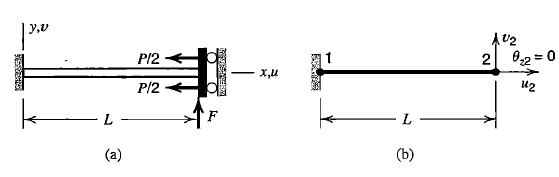 y,v
P/2
P/2
x,u
F
L
(a)
1
2
v₂
θz2 = 0
u₂
L
(b)